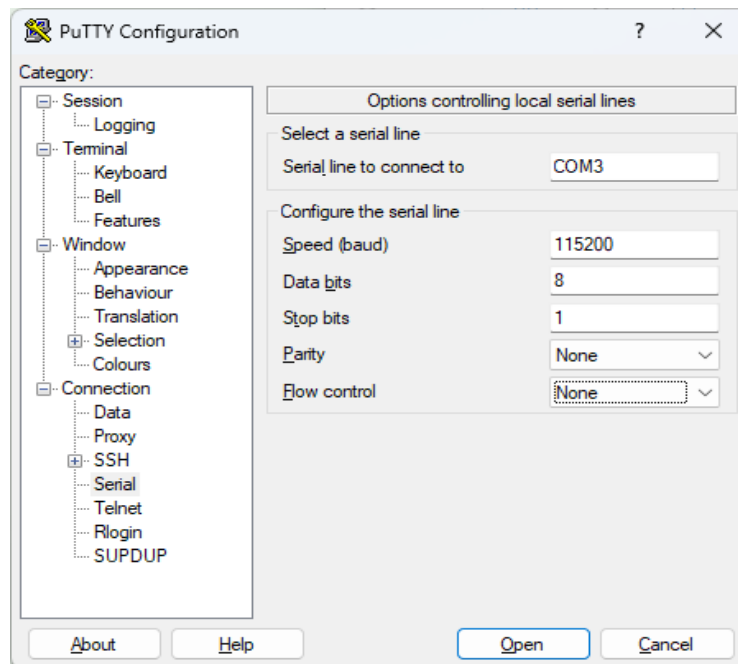 PuTTY Configuration
?
Category:
Session
Logging
Terminal
Keyboard
Bell
Features
Window
Appearance
Behaviour
Translation
Selection
Colours
Connection
Data
Proxy
SSH
Serial
Telnet
Rlogin
SUPDUP
Options controlling local serial lines
Select a serial line
Serial line to connect to COM3
Configure the serial line
Speed (baud) 115200
Data bits 8
Stop bits 1
Parity None
Flow control None
About Help Open Cancel